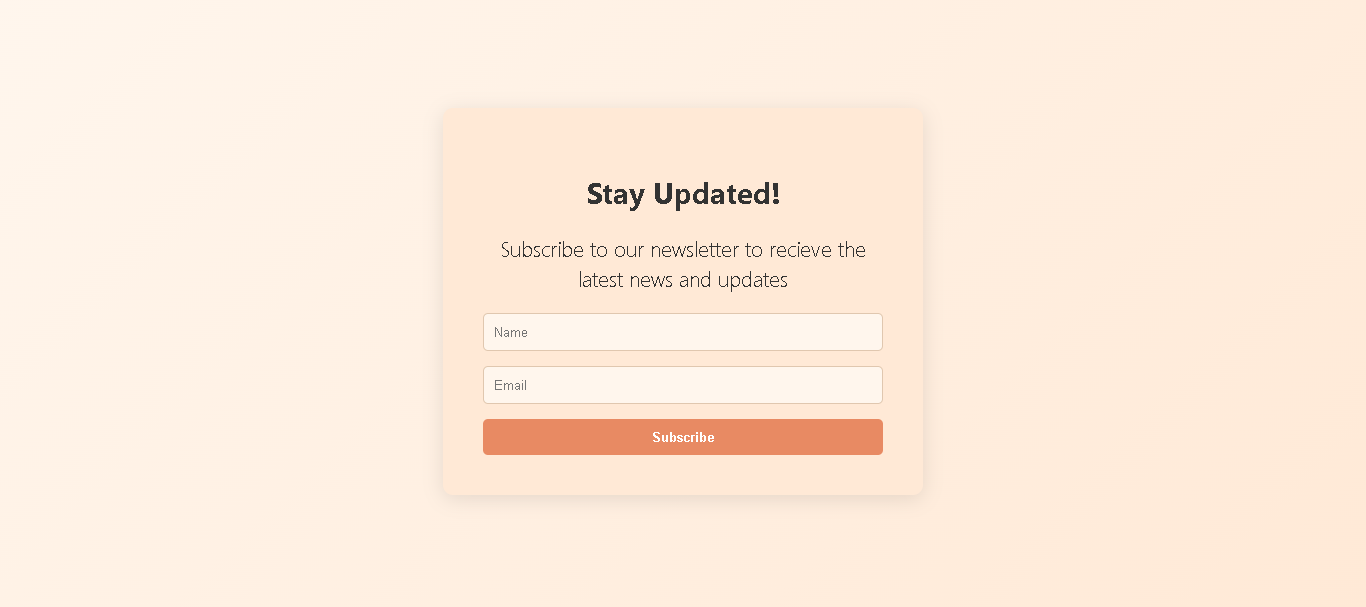 Stay Updated!
Subscribe to our newsletter to recieve the
latest news and updates
Name
Email
Subscribe